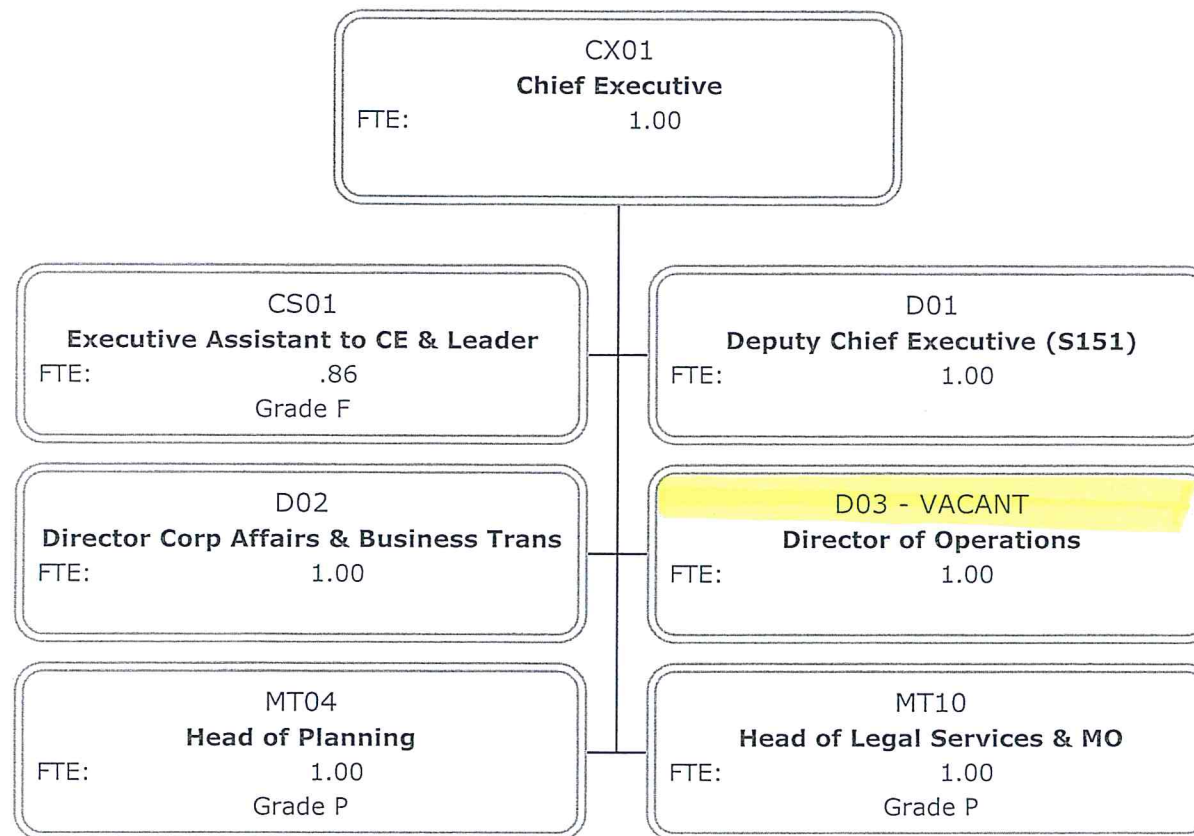 CX01
Chief Executive
FTE: 1.00
CS01
Executive Assistant to CE & Leader
FTE: .86
Grade F
D01
Deputy Chief Executive (S151)
FTE: 1.00
D02
Director Corp Affairs & Business Trans
FTE: 1.00
D03 - VACANT
Director of Operations
FTE: 1.00
MT04
Head of Planning
FTE: 1.00
Grade P
MT10
Head of Legal Services & MO
FTE: 1.00
Grade P